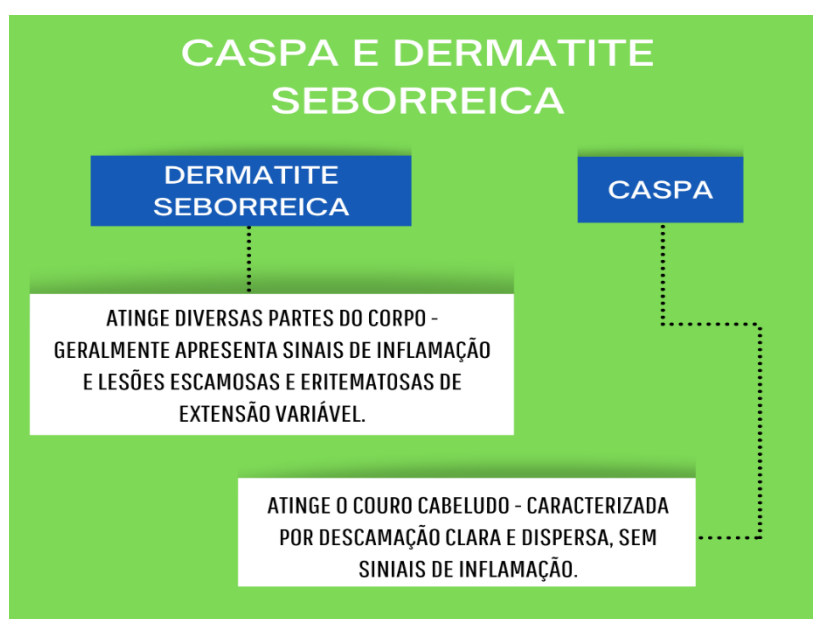 CASPA E DERMATITE
SEBORREICA
DERMATITE
SEBORREICA
CASPA
ATINGE DIVERSAS PARTES DO CORPO -
GERALMENTE APRESENTA SINAIS DE INFLAMAÇÃO
E LESÕES ESCAMOSAS E ERITEMATOSAS DE
EXTENSÃO VARIÁVEL.
ATINGE O COURO CABELUDO - CARACTERIZADA
POR DESCAMAÇÃO CLARA E DISPERSA, SEM
SINIAIS DE INFLAMAÇÃO.